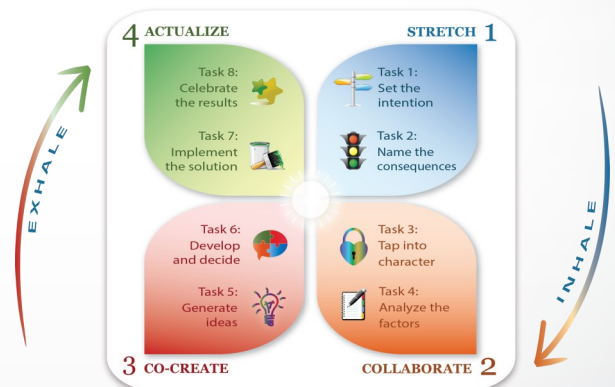 4 ACTUALIZE
STRETCH 1
Task 8:
Celebrate
the results
Task 1:
Set the
intention
Task 7:
Implement
the solution
Task 2:
Name the
consequences
EXHALE
INHALE
Task 6:
Develop
and decide
Task 3:
Tap into
character
Task 5:
Generate
ideas
Task 4:
Analyze the
factors
3 CO-CREATE
COLLABORATE 2